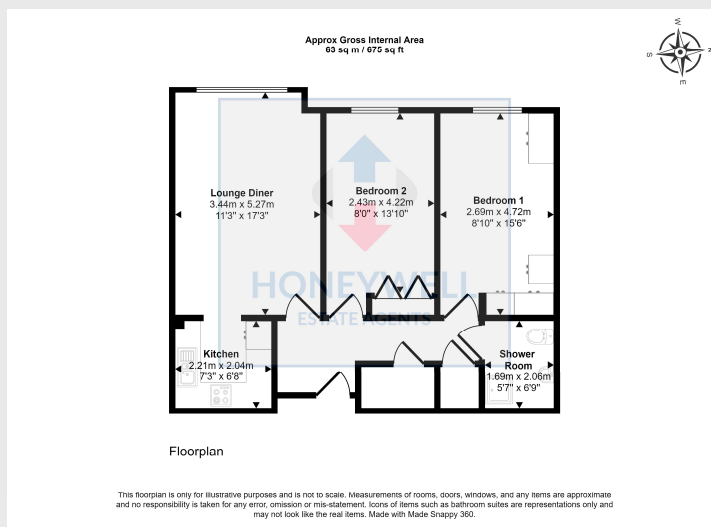 Approx Gross Internal Area
63 sq m / 675 sq ft
W
S
E
Lounge Diner
3.44m x 5.27m
11'3" x 17'3"
Bedroom 2
2.43m x 4.22m
8'0" x 13'10"
Bedroom 1
2.69m x 4.72m
8'10" x 15'6"
HONEYWELL
ESTATE AGENTS
Kitchen
2.21m x 2.04m
7'3" x 6'8"
Shower
Room
1.69m x 2.06m
5'7" x 6'9"
Floorplan
This floorplan is only for illustrative purposes and is not to scale. Measurements of rooms, doors, windows, and any items are approximate
and no responsibility is taken for any error, omission or mis-statement. Icons of items such as bathroom suites are representations only and
may not look like the real items. Made with Made Snappy 360.